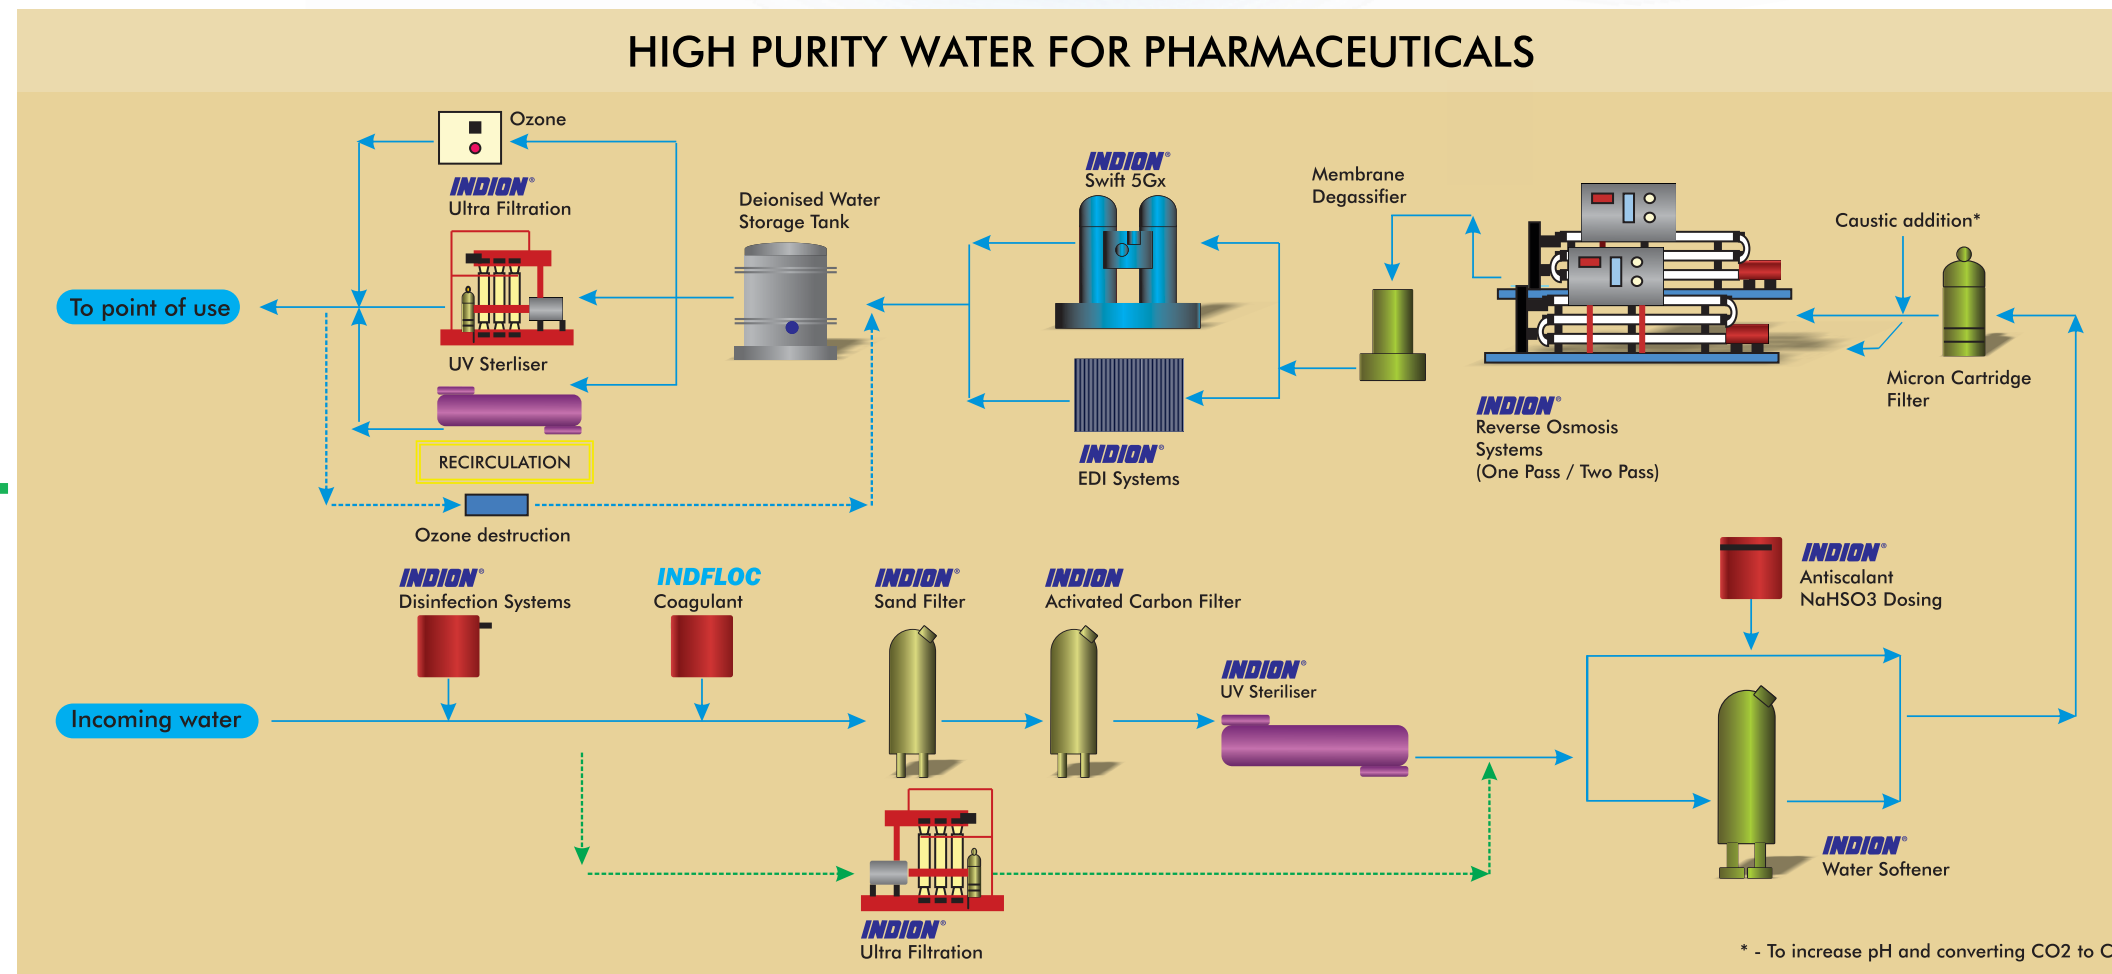 HIGH PURITY WATER FOR PHARMACEUTICALS
Ozone
INDION®
Ultra Filtration
UV Sterliser
To point of use
RECIRCULATION
Ozone destruction
Deionised Water
Storage Tank
INDION®
Swift 5Gx
INDION®
EDI Systems
Membrane
Degassifier
INDION®
Reverse Osmosis
Systems
(One Pass / Two Pass)
Caustic addition*
Micron Cartridge
Filter
INDION®
Disinfection Systems
INDFLOC
Coagulant
INDION®
Sand Filter
INDION
Activated Carbon Filter
INDION®
UV Steriliser
INDION®
Antiscalant
NaHSO3 Dosing
Incoming water
INDION®
Water Softener
INDION®
Ultra Filtration
* - To increase pH and converting CO2 to